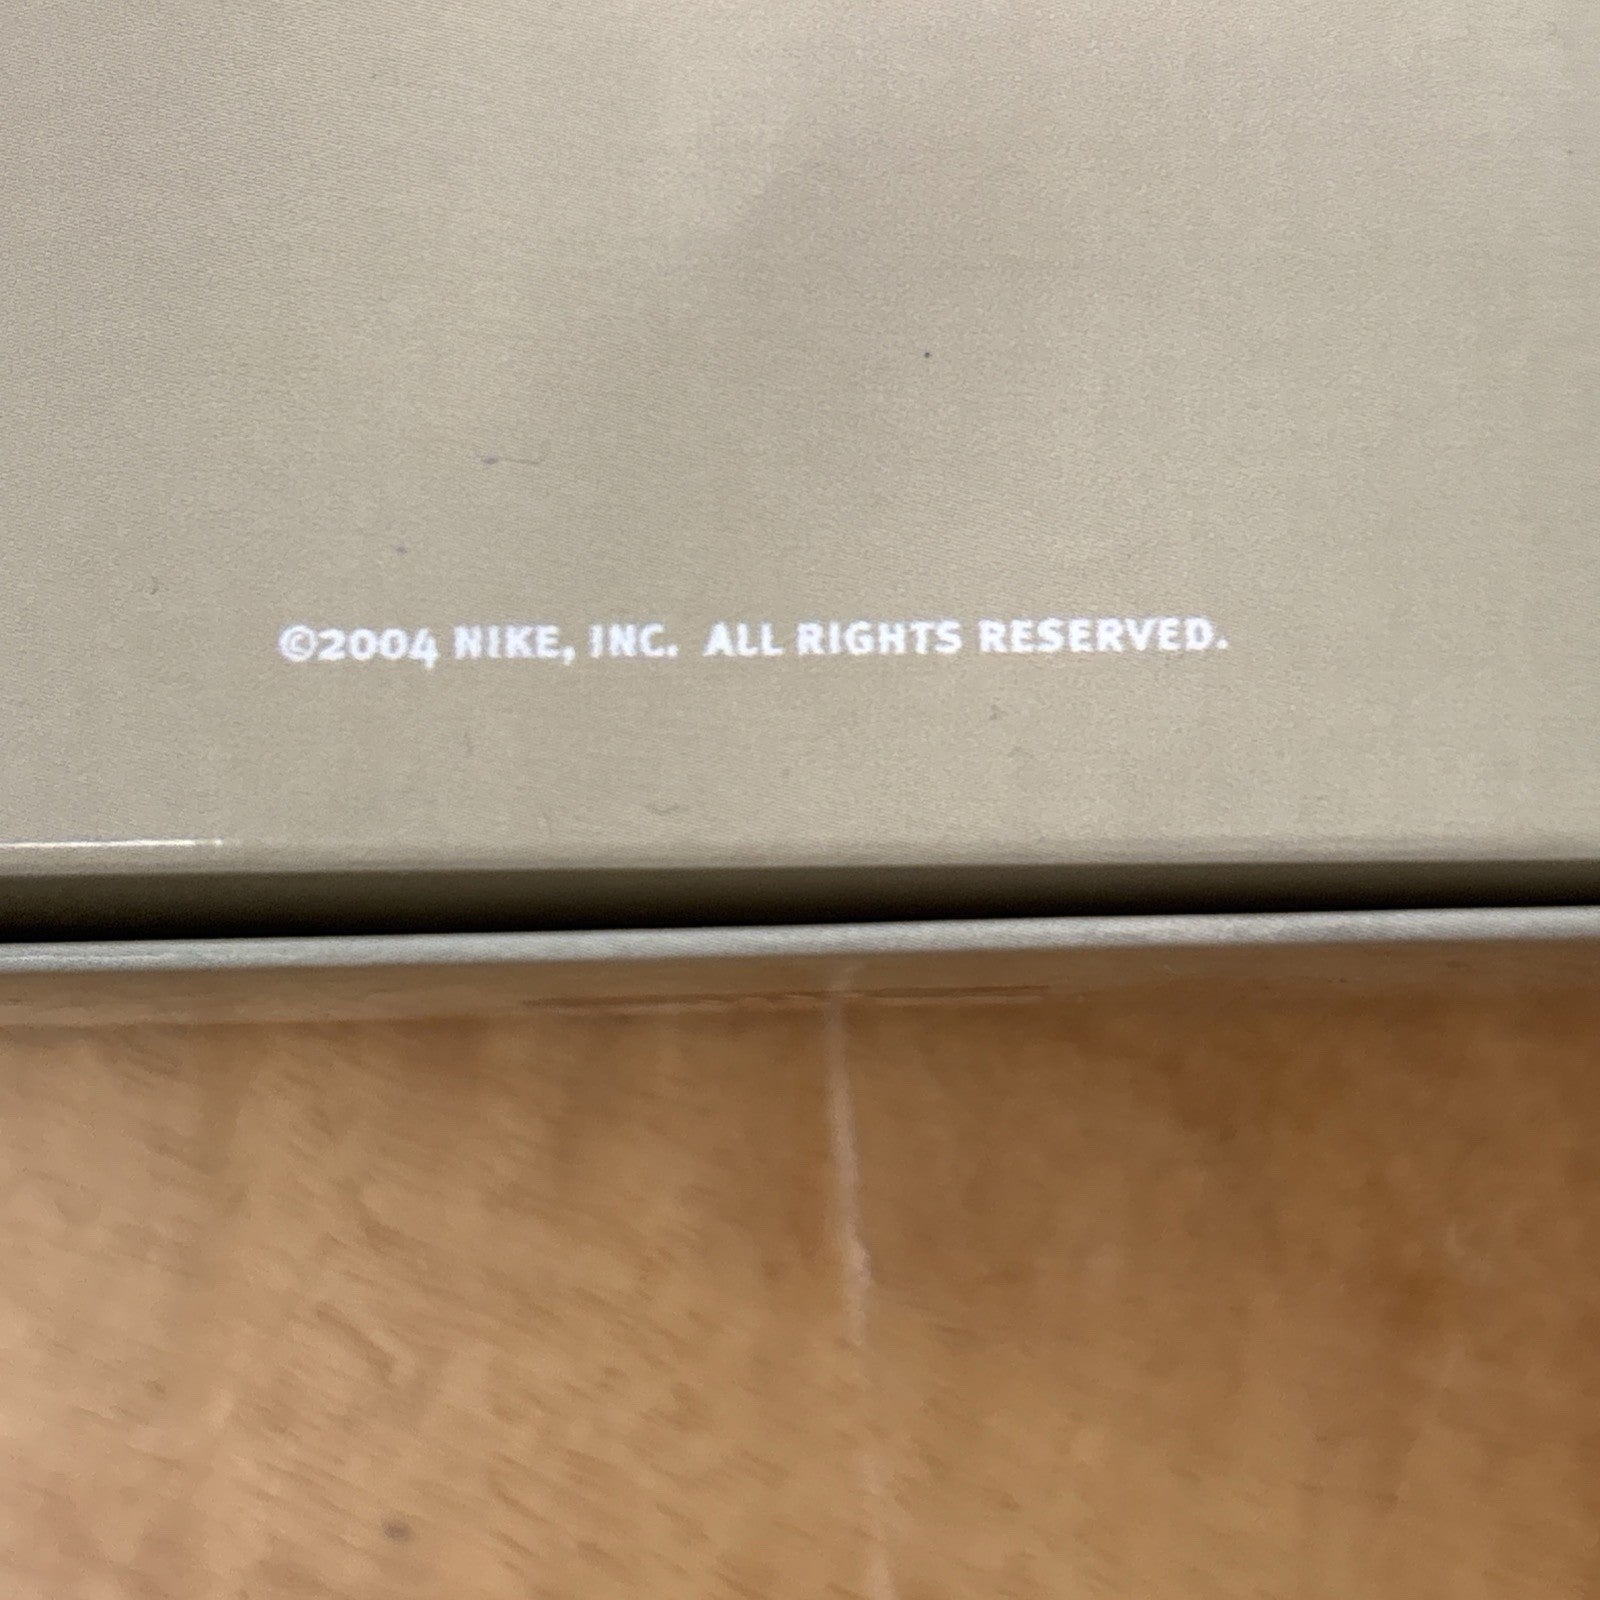 ©2004 NIKE, INC. ALL RIGHTS RESERVED.